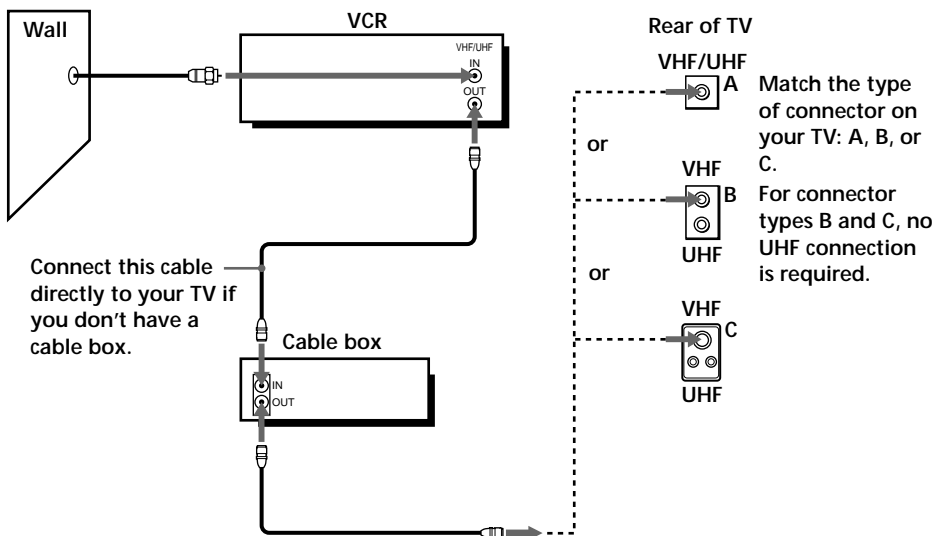 Wall
VCR
VHF/UHF
IN
OUT
Rear of TV
VHF/UHF
A
Match the type
of connector on
your TV: A, B, or
C.
or
VHF
B
UHF
For connector
types B and C, no
UHF connection
is required.
or
VHF
C
UHF
Connect this cable
directly to your TV if
you don't have a
cable box.
Cable box
IN
OUT